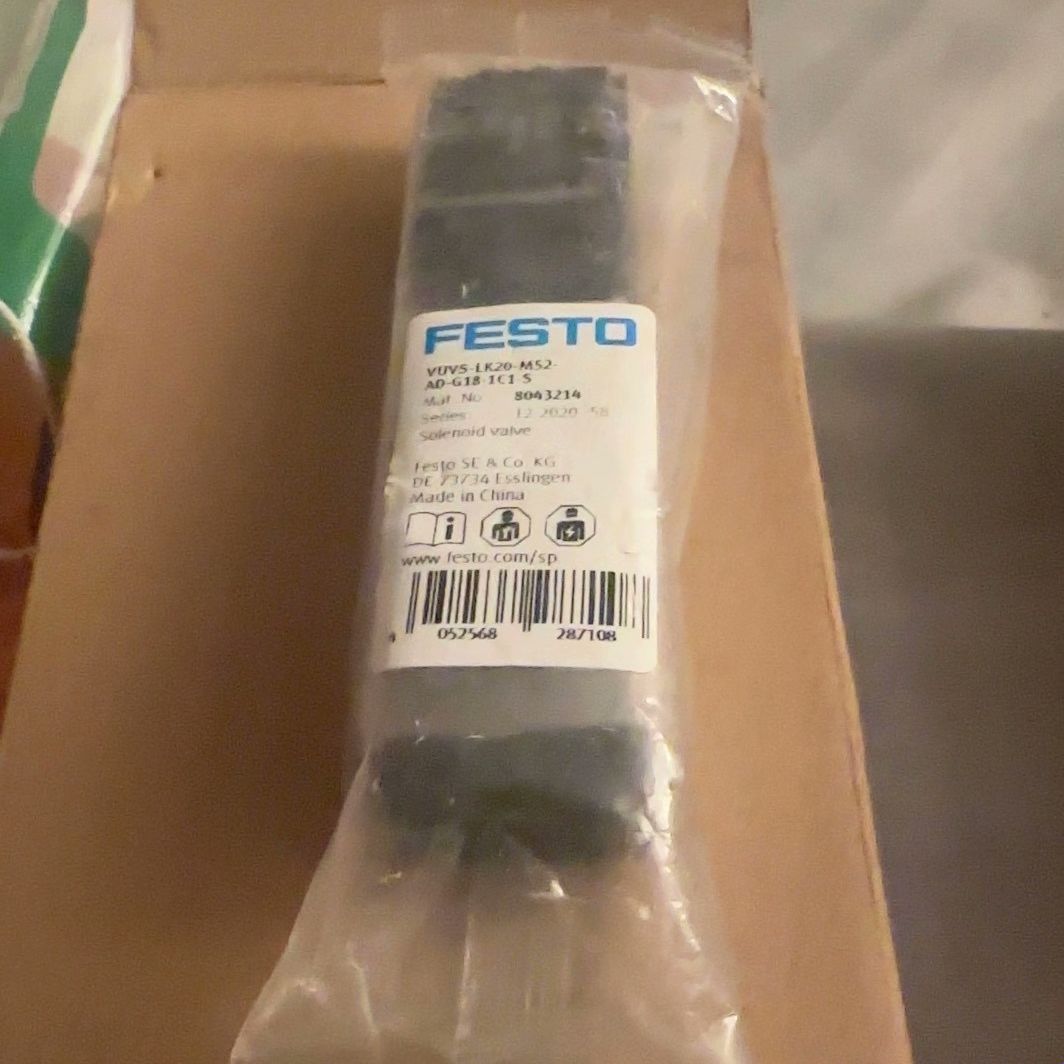 FESTO
VUVS-LK20-M52-
AD-G18-1C1-S
Mat. No. 8043214
Series: 12.2020 58
Solenoid valve
Festo SE & Co. KG
DE 73734 Esslingen
Made in China
www.festo.com/sp
4 052568 287108